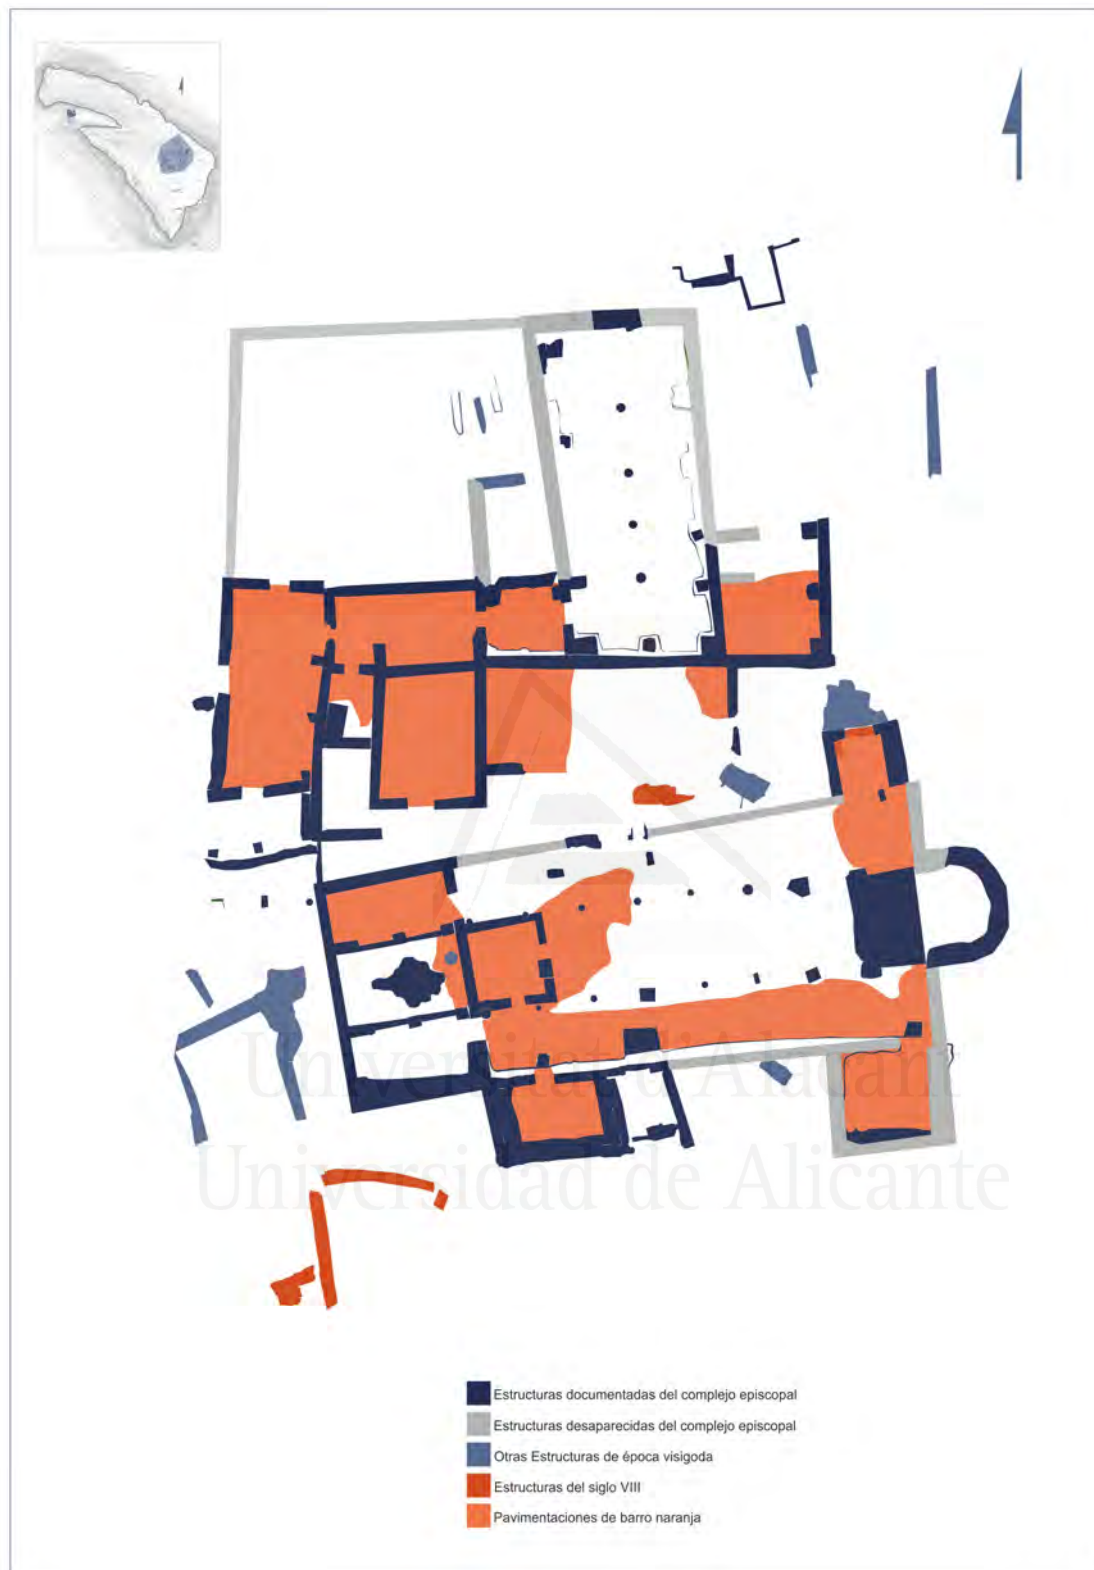 Universitat d'Alacant
Universidad de Alicante
Estructuras documentadas del complejo episcopal
Estructuras desaparecidas del complejo episcopal
Otras Estructuras de época visigoda
Estructuras del siglo VIII
Pavimentaciones de barro naranja